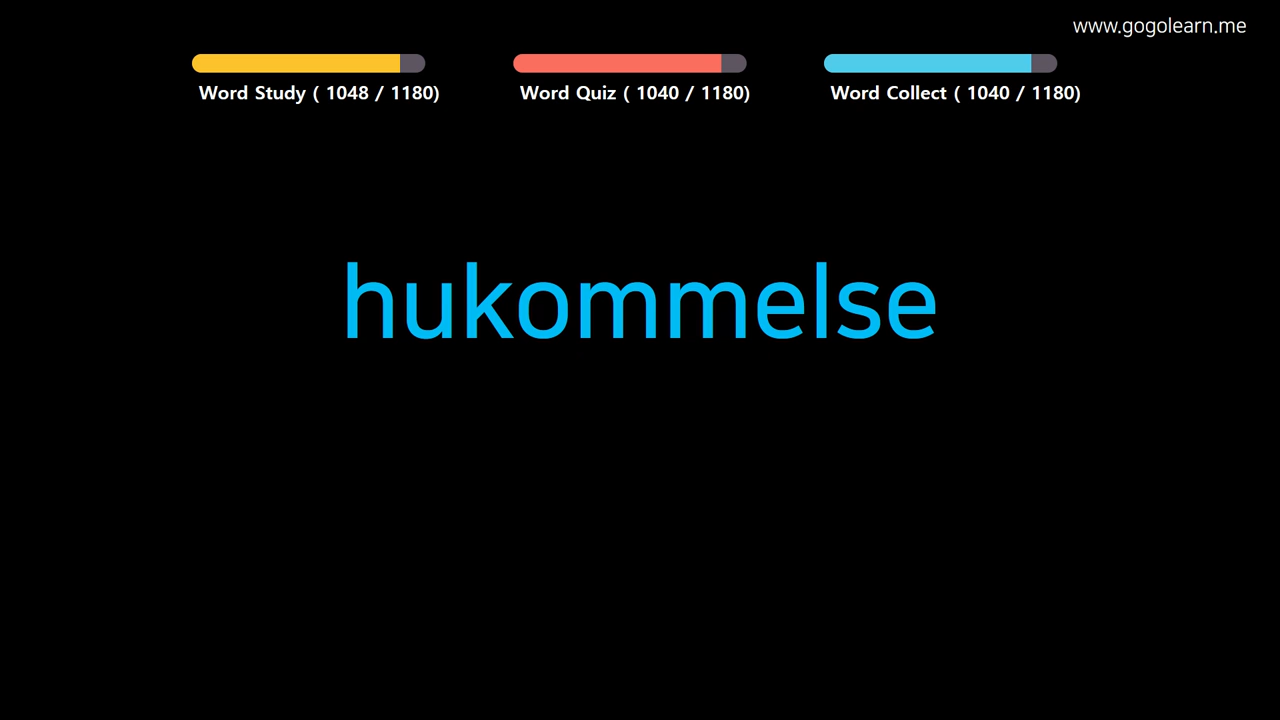 www.gogolearn.me
Word Study ( 1048 / 1180)
Word Quiz ( 1040 / 1180)
Word Collect ( 1040 / 1180)
hukommelse